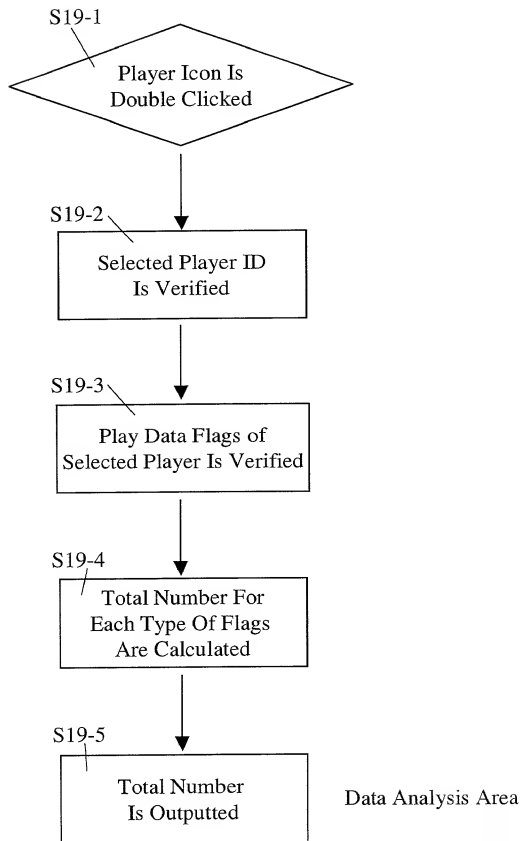 S19-1
Player Icon Is
Double Clicked
S19-2
Selected Player ID
Is Verified
S19-3
Play Data Flags of
Selected Player Is Verified
S19-4
Total Number For
Each Type Of Flags
Are Calculated
S19-5
Total Number
Is Outputted
Data Analysis Area